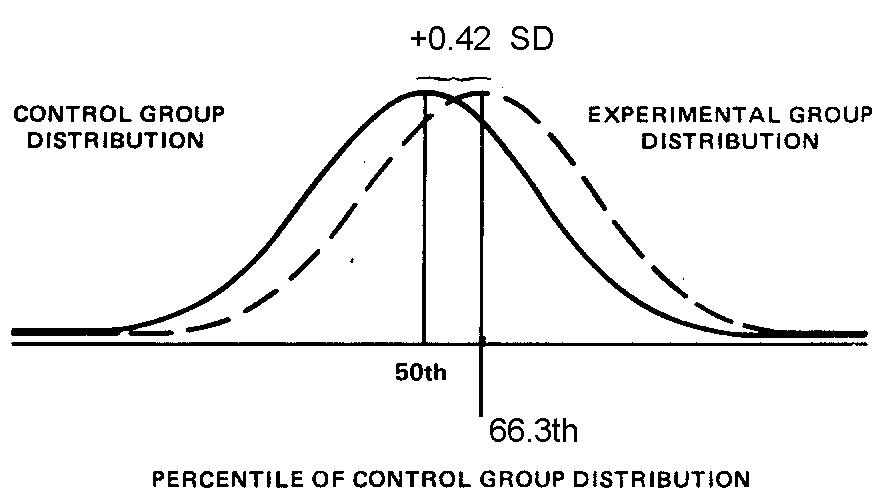 +0.42 SD
CONTROL GROUP
DISTRIBUTION
EXPERIMENTAL GROUP
DISTRIBUTION
50th
66.3th
PERCENTILE OF CONTROL GROUP DISTRIBUTION